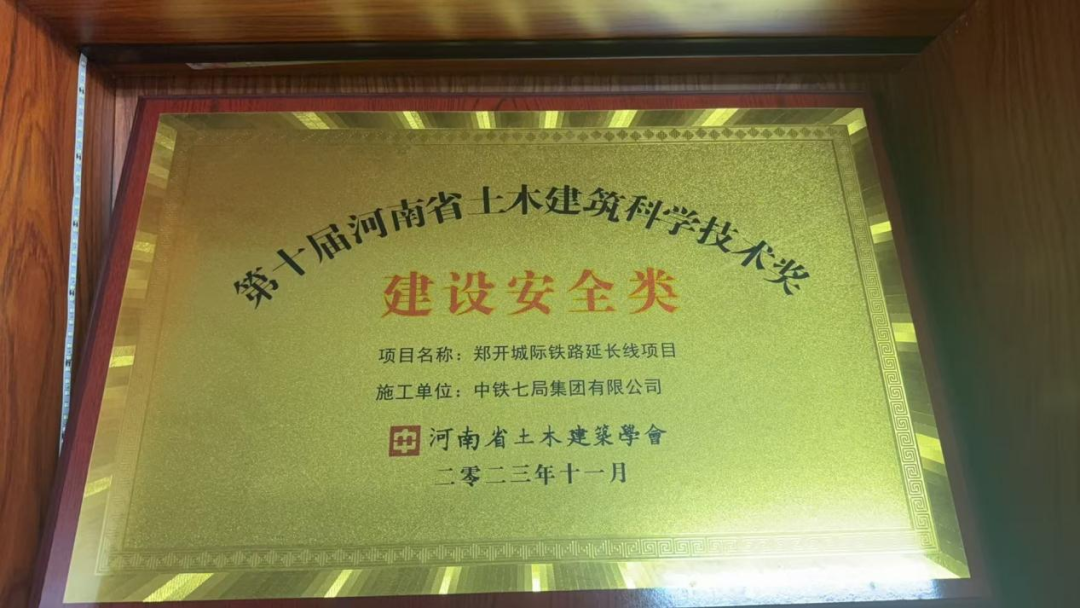 第十届河南省土木建筑科学技术奖
建设安全类
项目名称：郑开城际铁路延长线项目
施工单位：中铁七局集团有限公司
河南省土木建築學會
二零二三年十一月